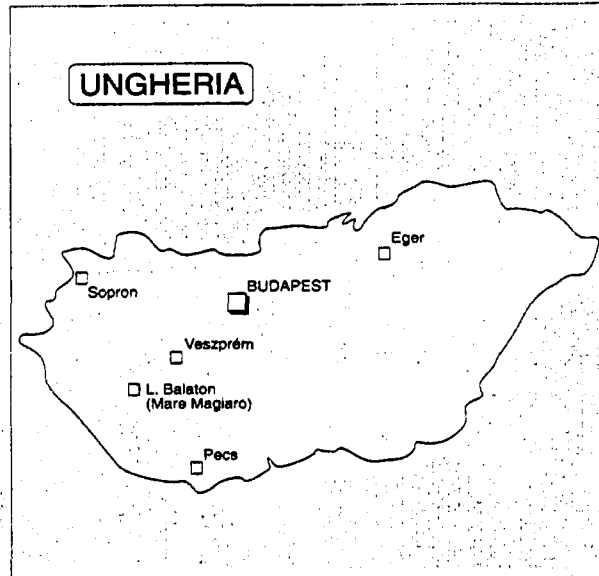 UNGHERIA
Eger
Sopron
BUDAPEST
Veszprém
L. Balaton
(Mare Magiaro)
Pecs